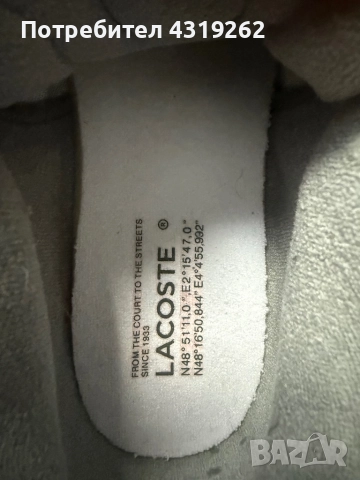 Потребител 4319262
FROM THE COURT TO THE STREETS
SINCE 1933
LACOSTE ®
N48° 51'11,0 ",E2° 15'47,0 "
N48° 16'50,844" E4° 4'55,992"
BAZAR